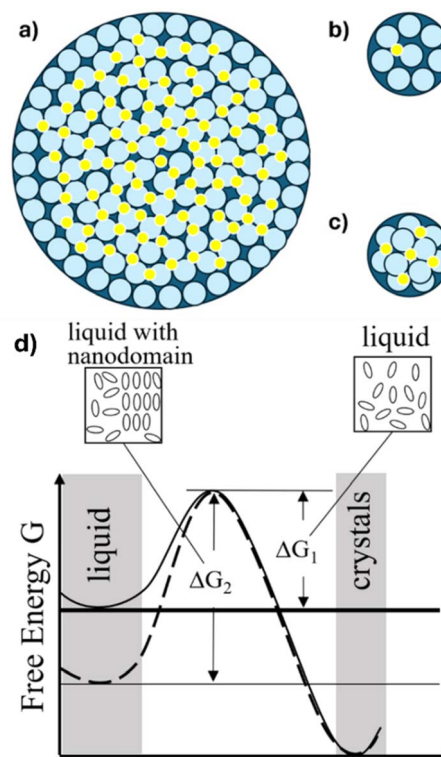 a)
b)
c)
d)
liquid with
nanodomain
liquid
Free Energy G
liquid
ΔG₂
ΔG₁
crystals